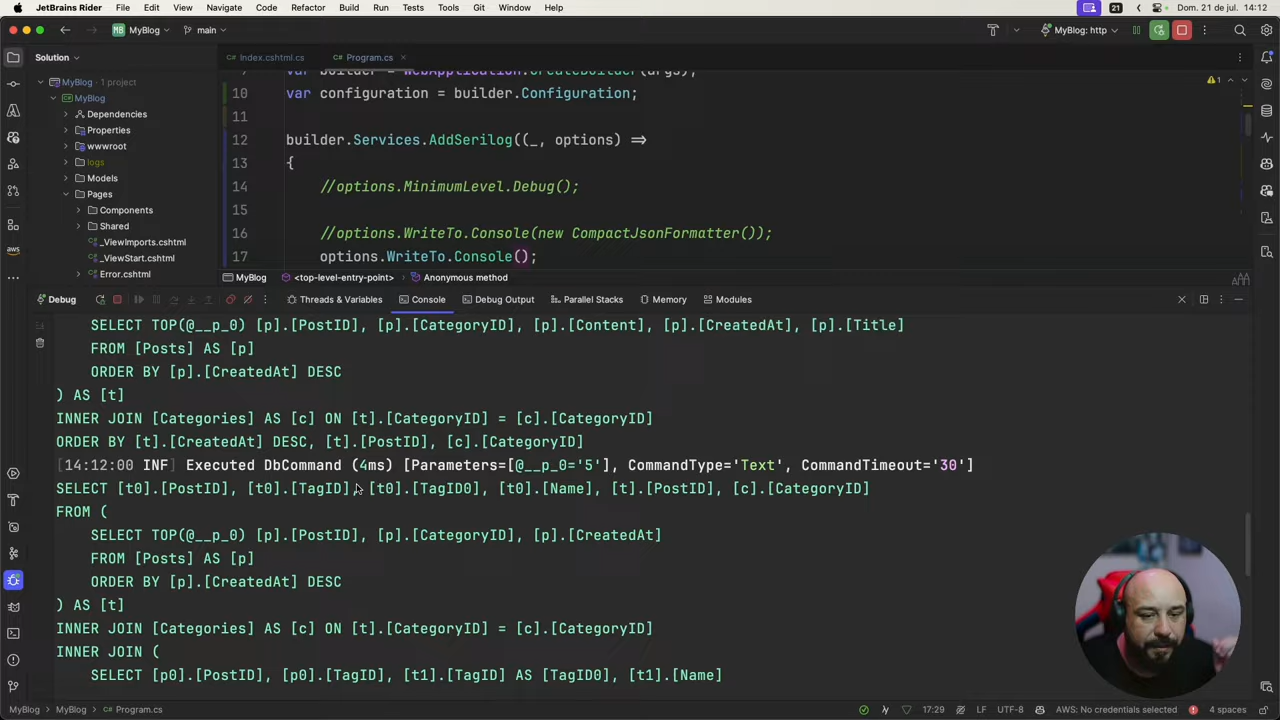 JetBrains Rider File Edit View Navigate Code Refactor Build Run Tests Tools Git Window Help 21 Dom. 21 de jul. 14:12
MB MyBlog main MyBlog: http
Solution
Index.cshtml.cs
Program.cs
MyBlog 1 project
MyBlog
Dependencies
Properties
wwwroot
logs
Models
Pages
Components
Shared
_ViewImports.cshtml
_ViewStart.cshtml
Error.cshtml
aws
var builder = WebApplication.CreateBuilder(args);
10 var configuration = builder.Configuration;
11
12 builder.Services.AddSerilog((_, options) =>
13 {
14 //options.MinimumLevel.Debug();
15
16 //options.WriteTo.Console(new CompactJsonFormatter());
17 options.WriteTo.Console();
1
MyBlog <top-level-entry-point> Anonymous method
Debug Threads & Variables Console Debug Output Parallel Stacks Memory Modules
SELECT TOP(@__p_0) [p].[PostID], [p].[CategoryID], [p].[Content], [p].[CreatedAt], [p].[Title]
FROM [Posts] AS [p]
ORDER BY [p].[CreatedAt] DESC
) AS [t]
INNER JOIN [Categories] AS [c] ON [t].[CategoryID] = [c].[CategoryID]
ORDER BY [t].[CreatedAt] DESC, [t].[PostID], [c].[CategoryID]
[14:12:00 INF] Executed DbCommand (4ms) [Parameters=[@__p_0='5'], CommandType='Text', CommandTimeout='30']
SELECT [t0].[PostID], [t0].[TagID], [t0].[TagID0], [t0].[Name], [t].[PostID], [c].[CategoryID]
FROM (
SELECT TOP(@__p_0) [p].[PostID], [p].[CategoryID], [p].[CreatedAt]
FROM [Posts] AS [p]
ORDER BY [p].[CreatedAt] DESC
) AS [t]
INNER JOIN [Categories] AS [c] ON [t].[CategoryID] = [c].[CategoryID]
INNER JOIN (
SELECT [p0].[PostID], [p0].[TagID], [t1].[TagID] AS [TagID0], [t1].[Name]
MyBlog MyBlog Program.cs 17:29 LF UTF-8 AWS: No credentials selected 4 spaces